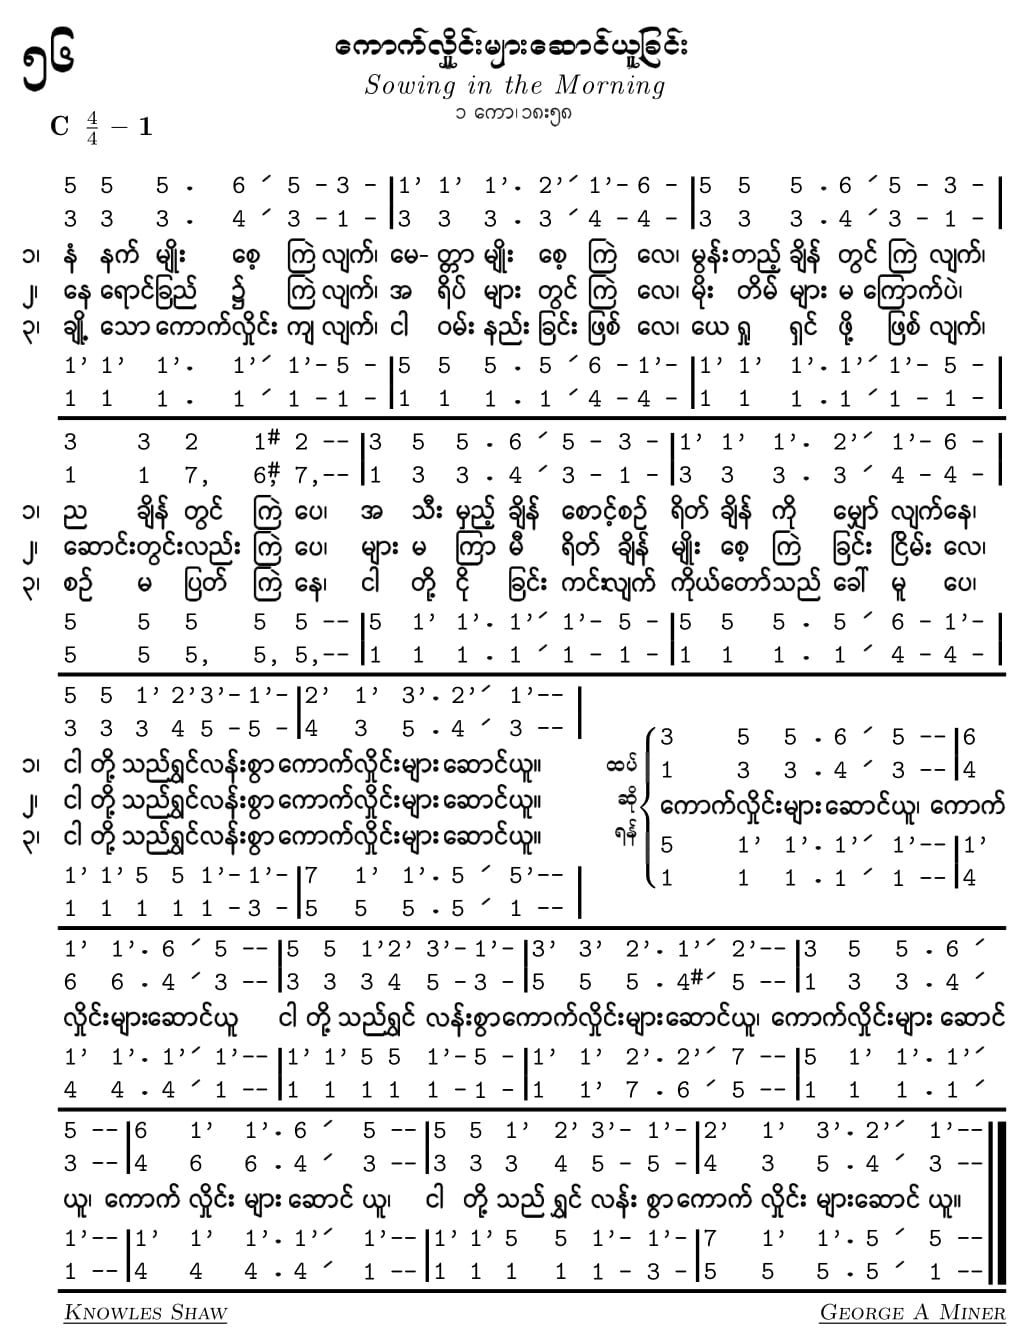 ၅၆
ကောက်လှိုင်းများဆောင်ယူခြင်း
Sowing in the Morning
၁ ကော၊၁၈း၅၈
C 4/4 – 1
5 5 5 . 6 ´ 5 - 3 - |1’ 1’ 1’. 2’´ 1’- 6 - |5 5 5 . 6 ´ 5 - 3 - |
3 3 3 . 4 ´ 3 - 1 - |3 3 3 . 3 ´ 4 - 4 - |3 3 3 . 4 ´ 3 - 1 - |
၁၊ နံ နက် မျိုး စေ့ ကြဲ လျက်၊ မေ- တ္တာ မျိုး စေ့ ကြဲ လေ၊ မွန်းတည့် ချိန် တွင် ကြဲ လျက်၊
၂၊ နေ ရောင်ခြည် ၌ ကြဲ လျက်၊ အ ရိပ် များ တွင် ကြဲ လေ၊ မိုး တိမ် များ မ ကြောက်ပဲ၊
၃၊ ချို့ သော ကောက်လှိုင်း ကျ လျက်၊ ငါ ဝမ်း နည်း ခြင်း ဖြစ် လေ၊ ယေ ရှု ရှင် ဖို့ ဖြစ် လျက်၊
1’ 1’ 1’. 1’´ 1’- 5 - |5 5 5 . 5 ´ 6 - 1’- |1’ 1’ 1’. 1’´ 1’- 5 - |
1 1 1 . 1 ´ 1 - 1 - |1 1 1 . 1 ´ 4 - 4 - |1 1 1 . 1 ´ 1 - 1 - |
3 3 2 1# 2 -- |3 5 5 . 6 ´ 5 - 3 - |1’ 1’ 1’. 2’´ 1’- 6 - |
1 1 7, 6#, 7,-- |1 3 3 . 4 ´ 3 - 1 - |3 3 3 . 3 ´ 4 - 4 - |
၁၊ ည ချိန် တွင် ကြဲ ပေ၊ အ သီး မှည့် ချိန် စောင့်စဉ် ရိတ် ချိန် ကို မျှော် လျက်နေ၊
၂၊ ဆောင်းတွင်းလည်း ကြဲ ပေ၊ များ မ ကြာ မီ ရိတ် ချိန် မျိုး စေ့ ကြဲ ခြင်း ငြိမ်း လေ၊
၃၊ စဉ် မ ပြတ် ကြဲ နေ၊ ငါ တို့ ငို ခြင်း ကင်းလျက် ကိုယ်တော်သည် ခေါ် မူ ပေ၊
5 5 5 5 5 -- |5 1’ 1’. 1’´ 1’- 5 - |5 5 5 . 5 ´ 6 - 1’- |
5 5 5, 5, 5,-- |1 1 1 . 1 ´ 1 - 1 - |1 1 1 . 1 ´ 4 - 4 - |
5 5 1’ 2’3’- 1’- |2’ 1’ 3’. 2’´ 1’-- |
3 3 3 4 5 - 5 - |4 3 5 . 4 ´ 3 -- |
၁၊ ငါ တို့ သည်ရွှင်လန်းစွာ ကောက်လှိုင်းများ ဆောင်ယူ။
၂၊ ငါ တို့ သည်ရွှင်လန်းစွာ ကောက်လှိုင်းများ ဆောင်ယူ။
၃၊ ငါ တို့ သည်ရွှင်လန်းစွာ ကောက်လှိုင်းများ ဆောင်ယူ။
1’ 1’ 5 5 1’- 1’- |7 1’ 1’. 5 ´ 5’-- |
1 1 1 1 1 - 3 - |5 5 5 . 5 ´ 1 -- |
ထပ်
ဆို
ရန်
3 5 5 . 6 ´ 5 -- |6
1 3 3 . 4 ´ 3 -- |4
ကောက်လှိုင်းများဆောင်ယူ၊ ကောက်
5 1’ 1’. 1’´ 1’-- |1’
1 1 1 . 1 ´ 1 -- |4
1’ 1’. 6 ´ 5 -- |5 5 1’2’ 3’- 1’- |3’ 3’ 2’. 1’´ 2’-- |3 5 5 . 6 ´
6 6 . 4 ´ 3 -- |3 3 3 4 5 - 3 - |5 5 5 . 4#´ 5 -- |1 3 3 . 4 ´
လှိုင်းများဆောင်ယူ ငါ တို့ သည်ရွှင် လန်းစွာကောက်လှိုင်းများဆောင်ယူ၊ ကောက်လှိုင်းများ ဆောင်
1’ 1’. 1’´ 1’-- |1’ 1’ 5 5 1’- 5 - |1’ 1’ 2’. 2’´ 7 -- |5 1’ 1’. 1’´
4 4 . 4 ´ 1 -- |1 1 1 1 1 - 1 - |1 1’ 7 . 6 ´ 5 -- |1 1 1 . 1 ´
5 -- |6 1’ 1’. 6 ´ 5 -- |5 5 1’ 2’ 3’- 1’- |2’ 1’ 3’. 2’´ 1’-- |
3 -- |4 6 6 . 4 ´ 3 -- |3 3 3 4 5 - 5 - |4 3 5 . 4 ´ 3 -- |
ယူ၊ ကောက် လှိုင်း များ ဆောင် ယူ၊ ငါ တို့ သည် ရွှင် လန်း စွာကောက် လှိုင်း များဆောင် ယူ။
1’-- |1’ 1’ 1’. 1’´ 1’-- |1’ 1’ 5 5 1’- 1’- |7 1’ 1’. 5 ´ 5 -- |
1 -- |4 4 4 . 4 ´ 1 -- |1 1 1 1 1 - 3 - |5 5 5 . 5 ´ 1 -- |
KNOWLES SHAW
GEORGE A MINER